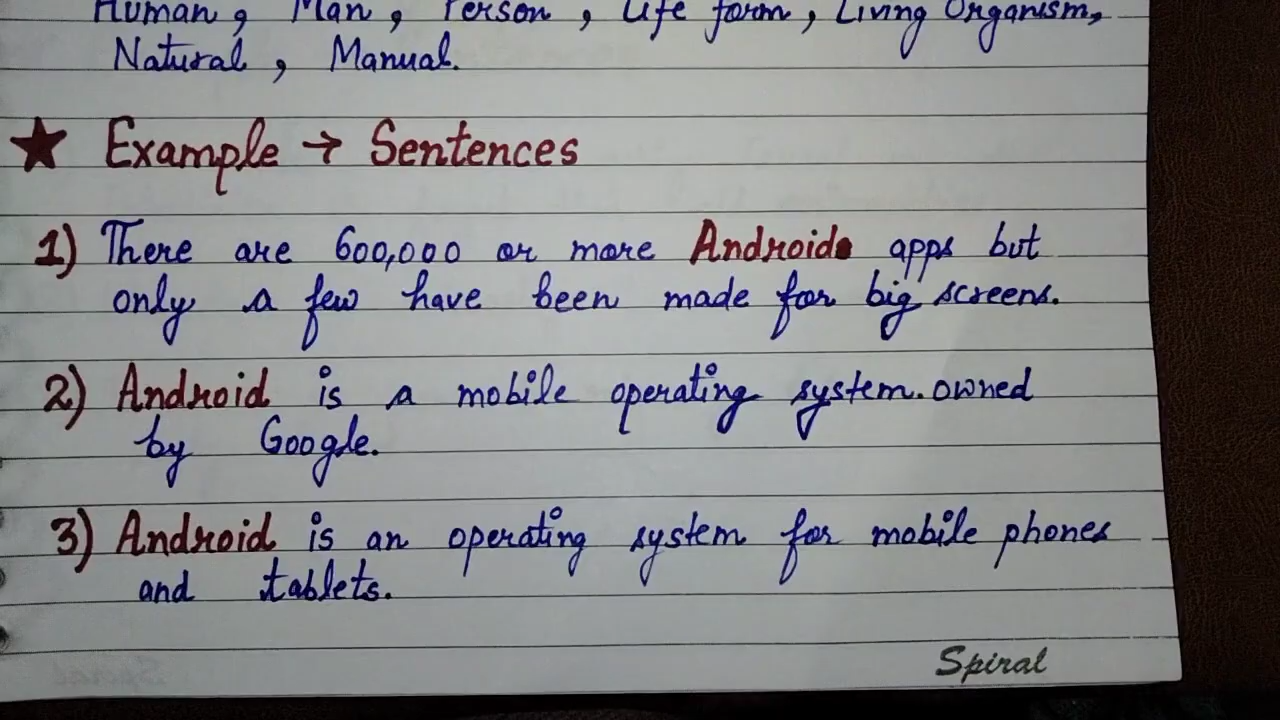 Human, Man, Person, Life form, Living Organism,
Natural, Manual.
★ Example → Sentences
1) There are 600,000 or more Android apps but
only a few have been made for big screens.
2) Android is a mobile operating system. owned
by Google.
3) Android is an operating system for mobile phones
and tablets.
Spiral